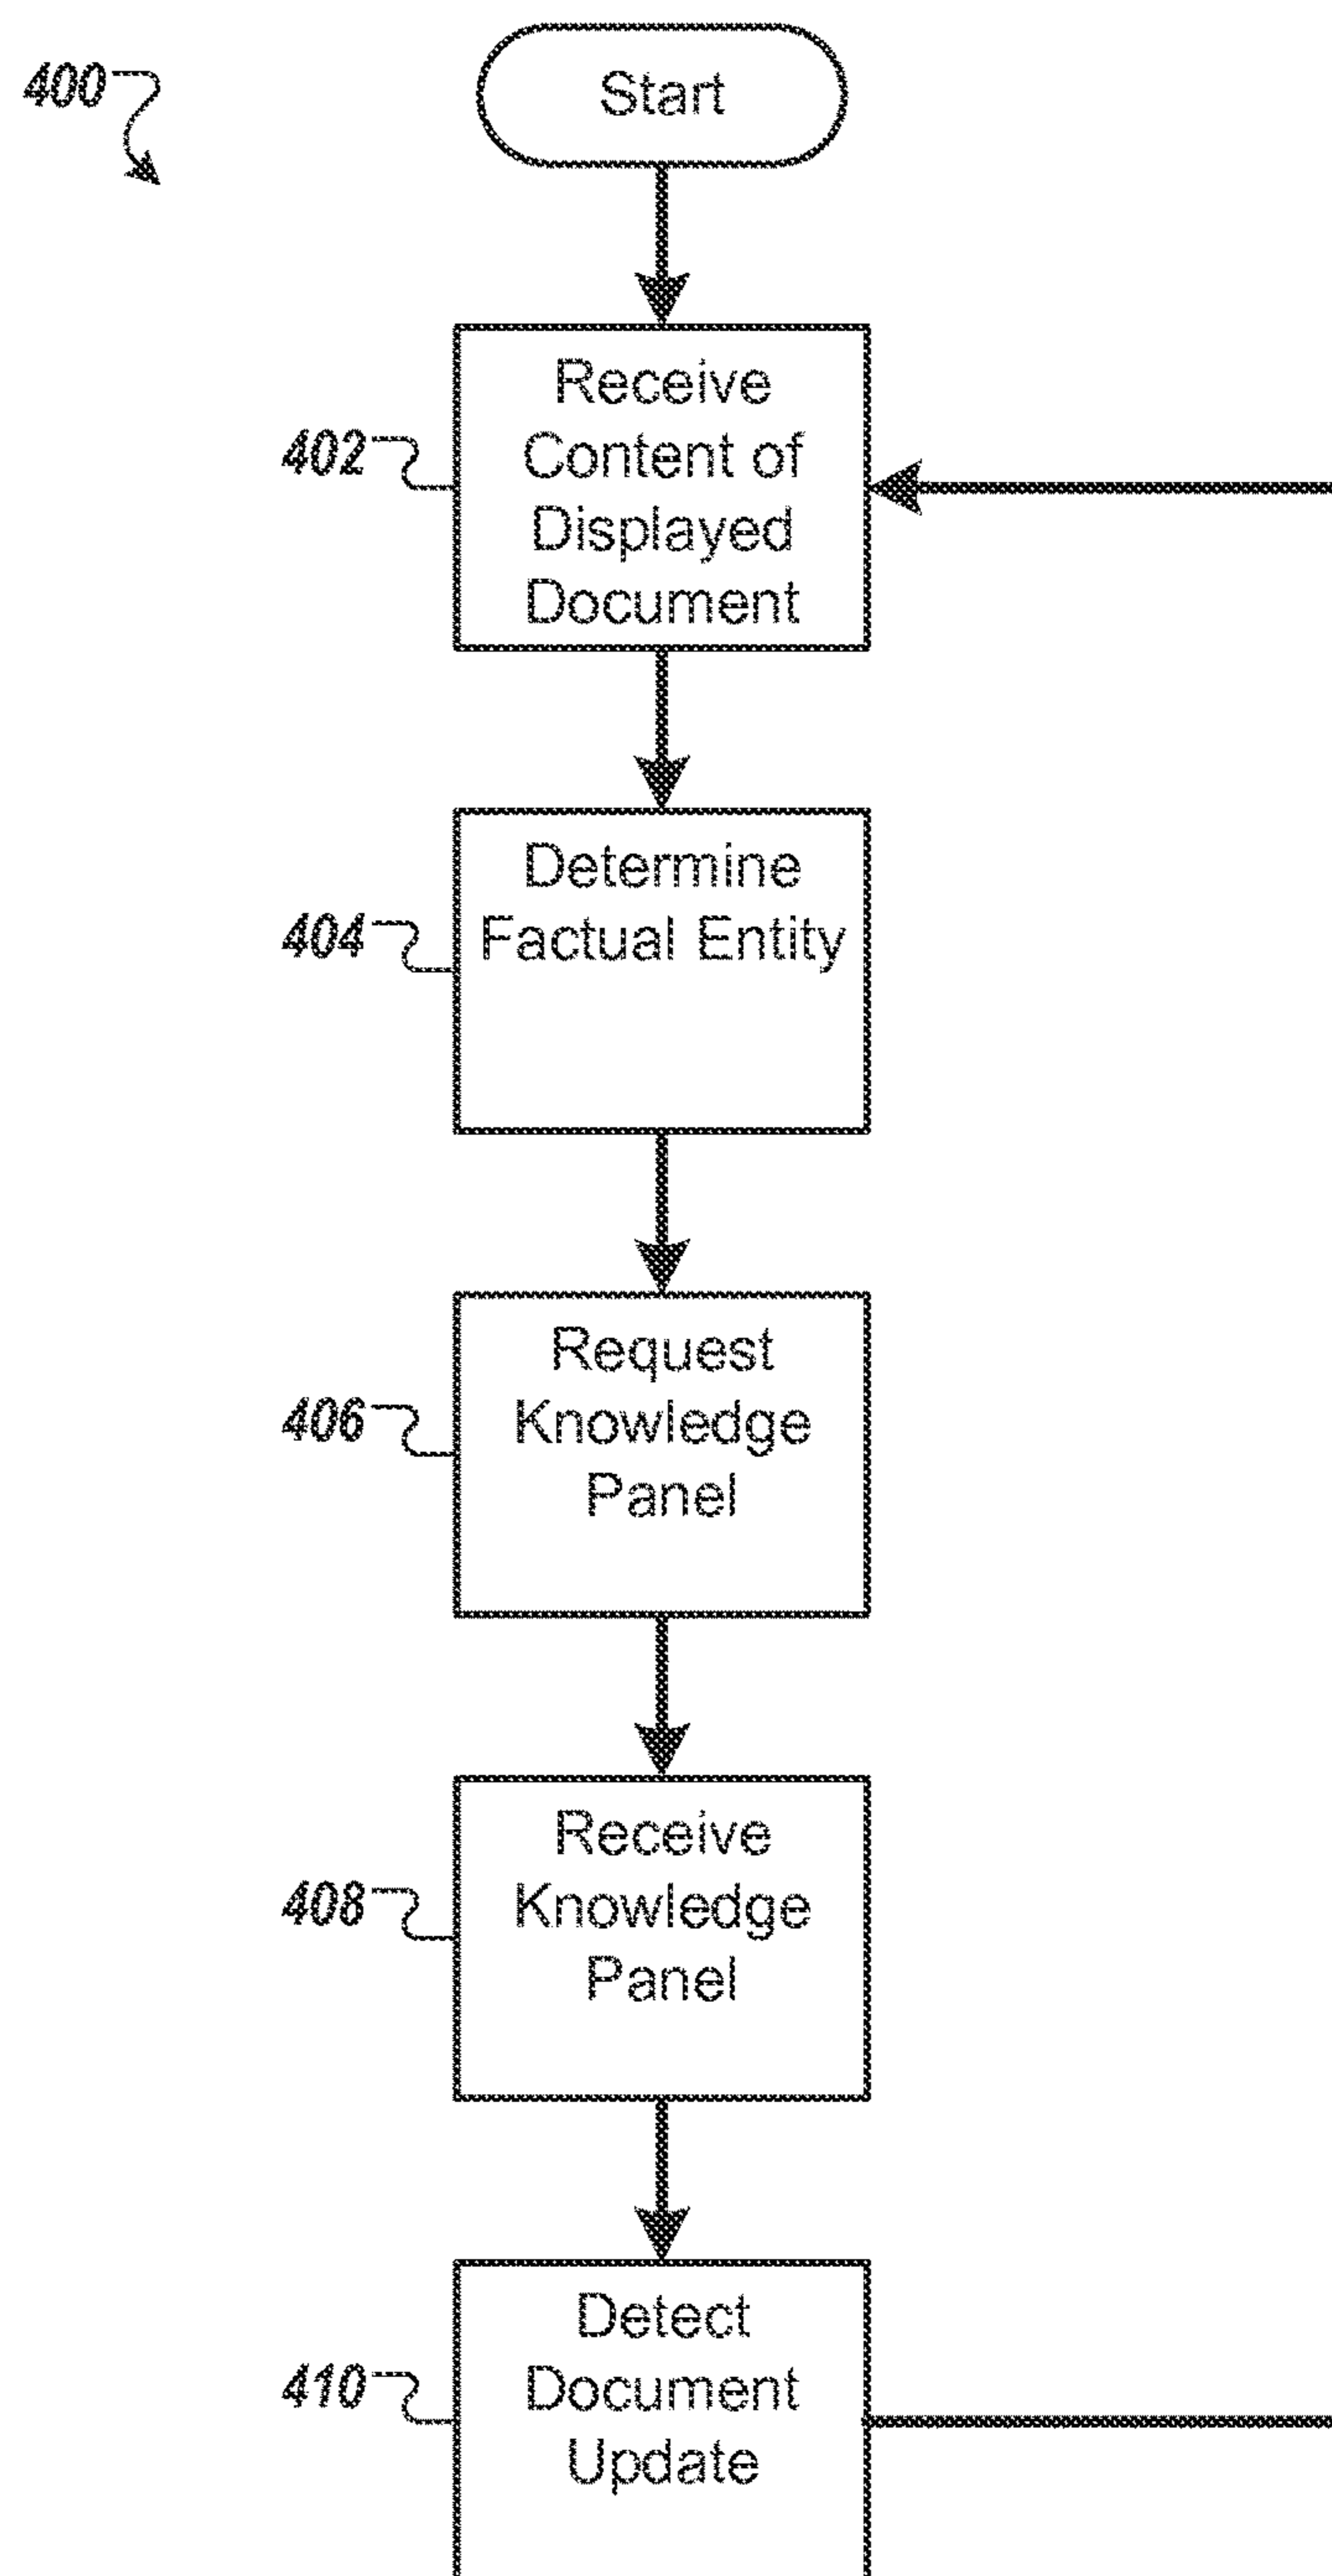 400
Start
402
Receive
Content of
Displayed
Document
404
Determine
Factual Entity
406
Request
Knowledge
Panel
408
Receive
Knowledge
Panel
410
Detect
Document
Update